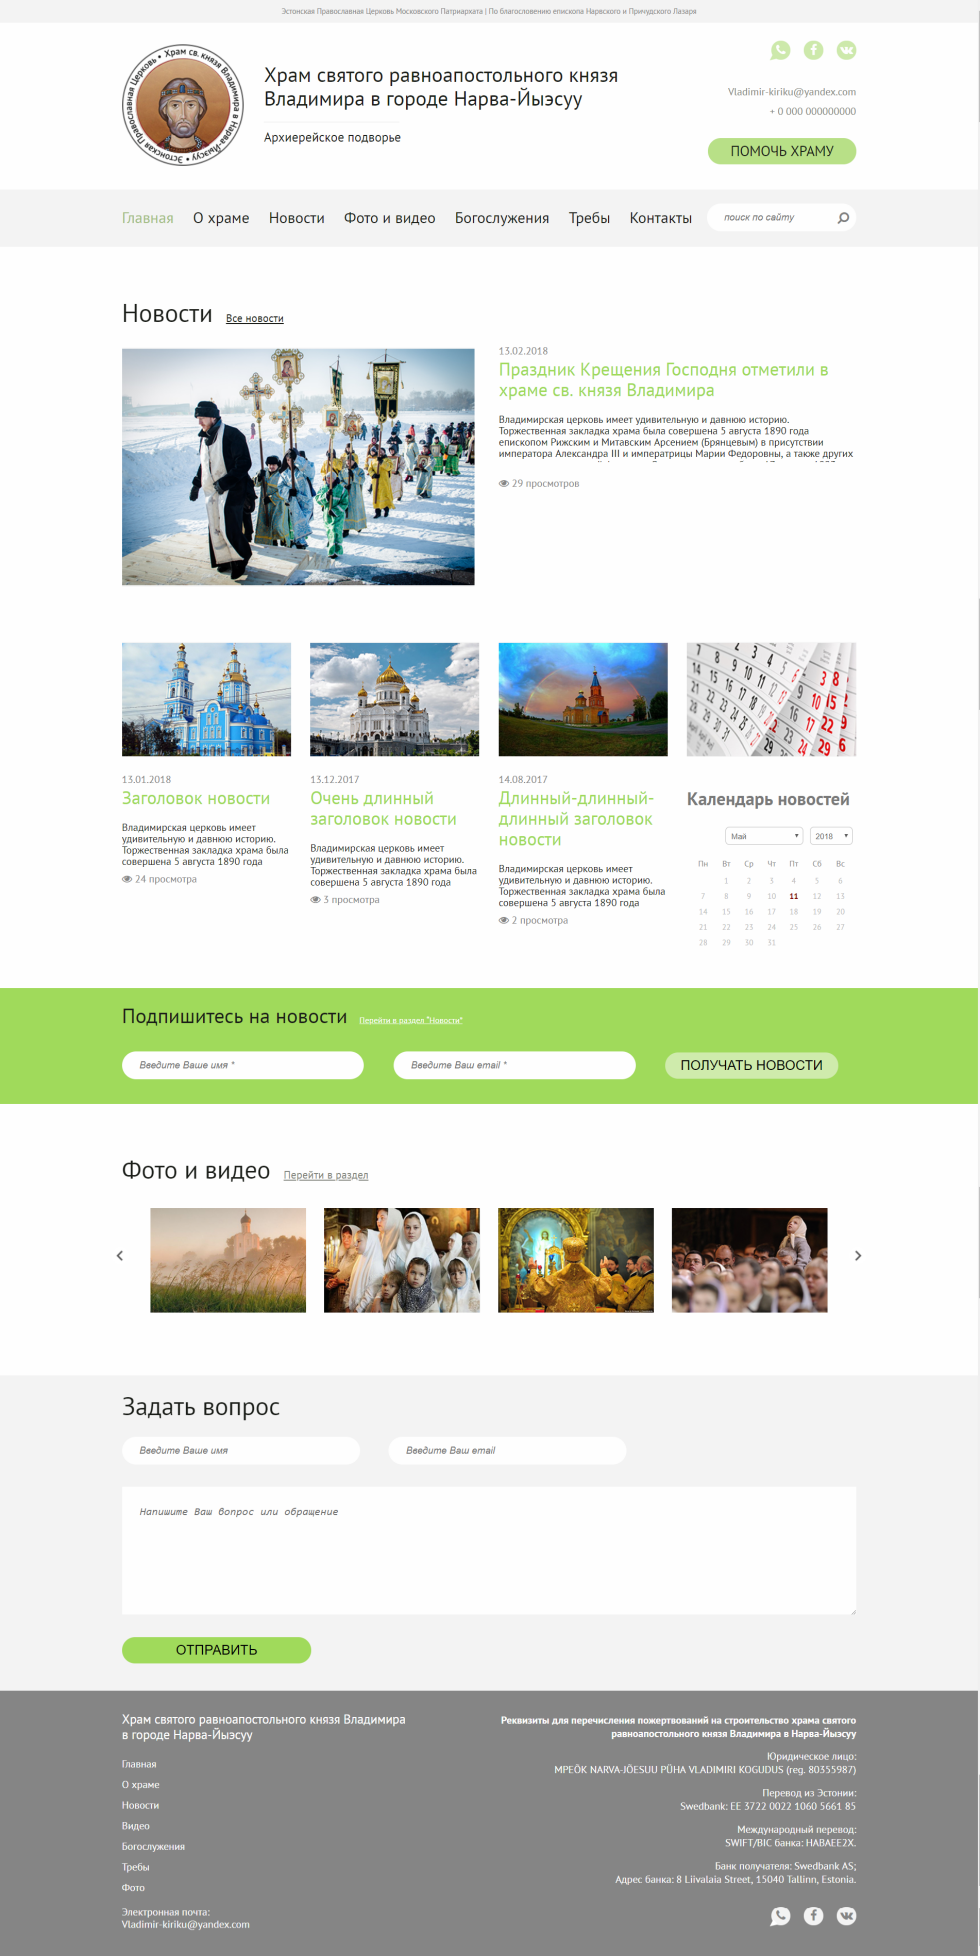 Эстонская Православная Церковь Московского Патриархата | По благословению епископа Нарвского и Причудского Лазаря
Эстонская Православная Церковь • Храм св. князя Владимира в Нарва-Йыэсуу •
Храм святого равноапостольного князя
Владимира в городе Нарва-Йыэсуу
Архиерейское подворье
Vladimir-kiriku@yandex.com
+ 0 000 000000000
ПОМОЧЬ ХРАМУ
Главная О храме Новости Фото и видео Богослужения Требы Контакты поиск по сайту
Новости Все новости
13.02.2018
Праздник Крещения Господня отметили в
храме св. князя Владимира
Владимирская церковь имеет удивительную и давнюю историю.
Торжественная закладка храма была совершена 5 августа 1890 года
епископом Рижским и Митавским Арсением (Брянцевым) в присутствии
императора Александра III и императрицы Марии Федоровны, а также других
29 просмотров
13.01.2018
Заголовок новости
Владимирская церковь имеет
удивительную и давнюю историю.
Торжественная закладка храма была
совершена 5 августа 1890 года
24 просмотра
13.12.2017
Очень длинный
заголовок новости
Владимирская церковь имеет
удивительную и давнюю историю.
Торжественная закладка храма была
совершена 5 августа 1890 года
3 просмотра
14.08.2017
Длинный-длинный-
длинный заголовок
новости
Владимирская церковь имеет
удивительную и давнюю историю.
Торжественная закладка храма была
совершена 5 августа 1890 года
2 просмотра
Календарь новостей
Май 2018
Пн Вт Ср Чт Пт Сб Вс
1 2 3 4 5 6
7 8 9 10 11 12 13
14 15 16 17 18 19 20
21 22 23 24 25 26 27
28 29 30 31
Подпишитесь на новости Перейти в раздел "Новости"
Введите Ваше имя * Введите Ваш email * ПОЛУЧАТЬ НОВОСТИ
Фото и видео Перейти в раздел
Задать вопрос
Введите Ваше имя Введите Ваш email
Напишите Ваш вопрос или обращение
ОТПРАВИТЬ
Храм святого равноапостольного князя Владимира
в городе Нарва-Йыэсуу
Главная
О храме
Новости
Видео
Богослужения
Требы
Фото
Электронная почта:
Vladimir-kiriku@yandex.com
Реквизиты для перечисления пожертвований на строительство храма святого
равноапостольного князя Владимира в Нарва-Йыэсуу
Юридическое лицо:
MPEÕK NARVA-JÕESUU PÜHA VLADIMIRI KOGUDUS (reg. 80355987)
Перевод из Эстонии:
Swedbank: EE 3722 0022 1060 5661 85
Международный перевод:
SWIFT/BIC банка: HABAEE2X.
Банк получателя: Swedbank AS;
Адрес банка: 8 Liivalaia Street, 15040 Tallinn, Estonia.